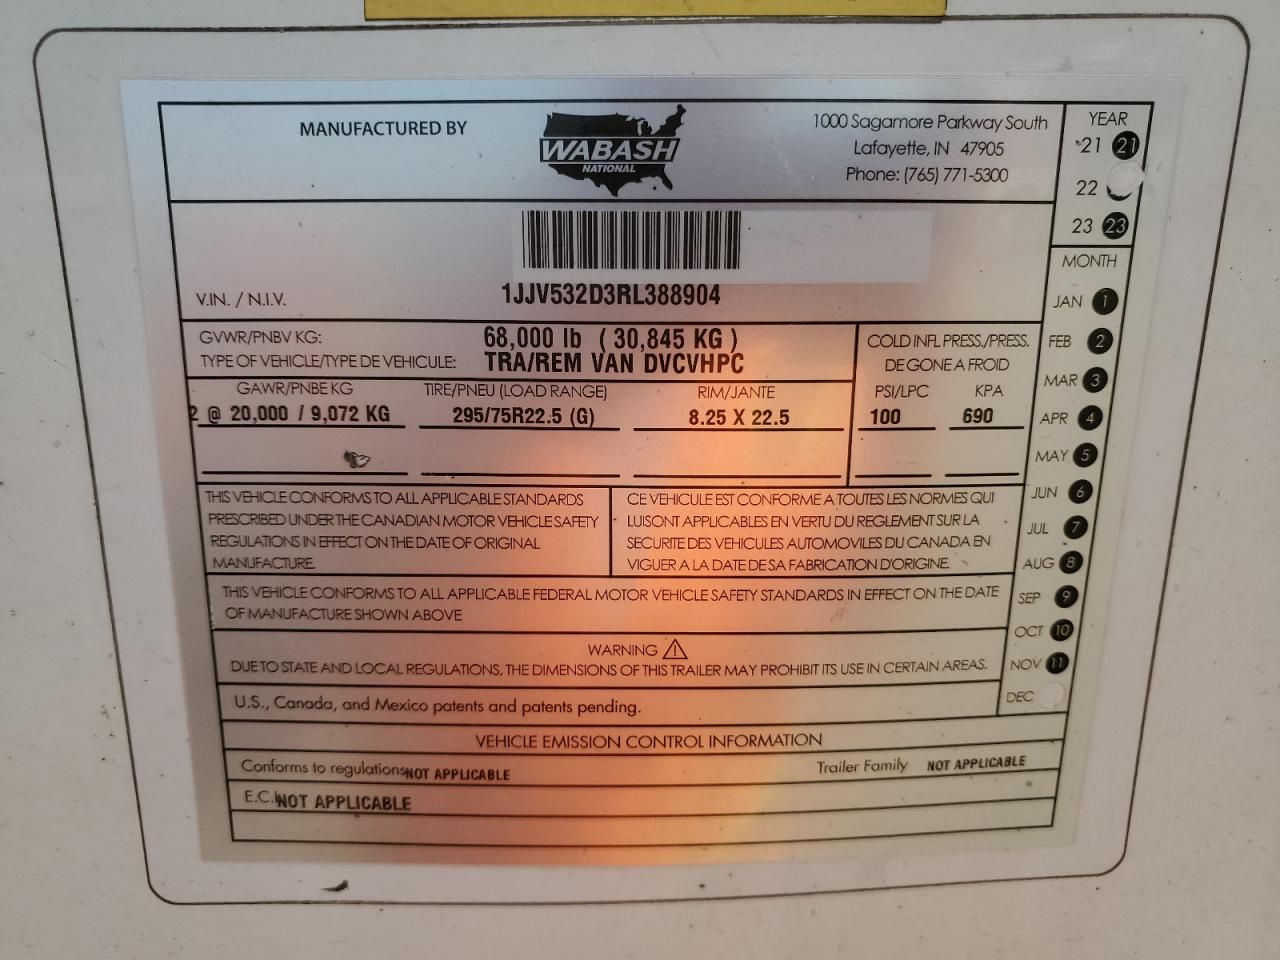 MANUFACTURED BY
WABASH
NATIONAL
1000 Sagamore Parkway South
Lafayette, IN 47905
Phone: (765) 771-5300
YEAR
21 21
22
23 23
V.IN. / N.I.V.
1JJV532D3RL388904
GVWR/PNBV KG: 68,000 lb ( 30,845 KG )
TYPE OF VEHICLE/TYPE DE VEHICULE: TRA/REM VAN DVCVHPC
COLD INFL PRESS./PRESS.
DE GONE A FROID
GAWR/PNBE KG TIRE/PNEU (LOAD RANGE) RIM/JANTE PSI/LPC KPA
2 @ 20,000 / 9,072 KG 295/75R22.5 (G) 8.25 X 22.5 100 690
MONTH
JAN 1
FEB 2
MAR 3
APR 4
MAY 5
JUN 6
JUL 7
AUG 8
SEP 9
OCT 10
NOV 11
DEC
THIS VEHICLE CONFORMS TO ALL APPLICABLE STANDARDS
PRESCRIBED UNDER THE CANADIAN MOTOR VEHICLE SAFETY
REGULATIONS IN EFFECT ON THE DATE OF ORIGINAL
MANUFACTURE.
CE VEHICULE EST CONFORME A TOUTES LES NORMES QUI
LUISONT APPLICABLES EN VERTU DU REGLEMENT SUR LA
SECURITE DES VEHICULES AUTOMOVILES DU CANADA EN
VIGUER A LA DATE DE SA FABRICATION D'ORIGINE.
THIS VEHICLE CONFORMS TO ALL APPLICABLE FEDERAL MOTOR VEHICLE SAFETY STANDARDS IN EFFECT ON THE DATE
OF MANUFACTURE SHOWN ABOVE
WARNING
DUE TO STATE AND LOCAL REGULATIONS, THE DIMENSIONS OF THIS TRAILER MAY PROHIBIT ITS USE IN CERTAIN AREAS.
U.S., Canada, and Mexico patents and patents pending.
VEHICLE EMISSION CONTROL INFORMATION
Conforms to regulations NOT APPLICABLE Trailer Family NOT APPLICABLE
E.C. NOT APPLICABLE